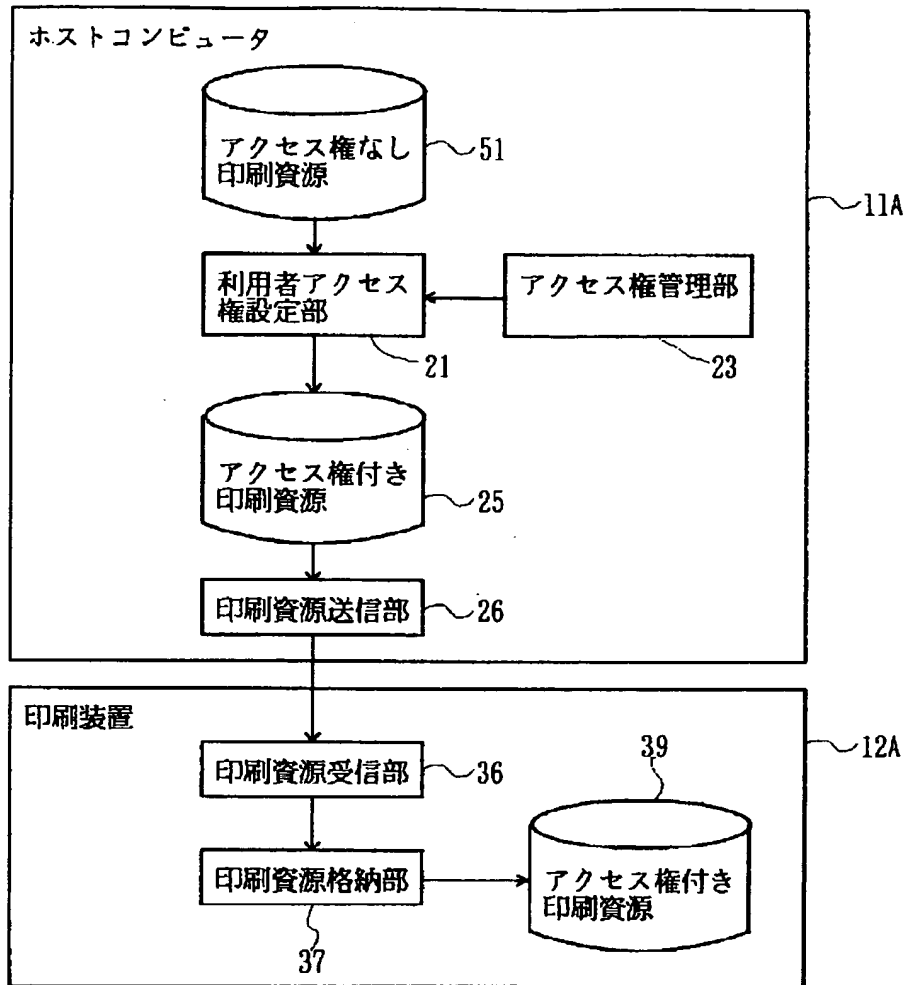 ホストコンピュータ
アクセス権なし
印刷資源
51
11A
利用者アクセス
権設定部
アクセス権管理部
21
23
アクセス権付き
印刷資源
25
印刷資源送信部
26
印刷装置
12A
印刷資源受信部
36
39
印刷資源格納部
アクセス権付き
印刷資源
37